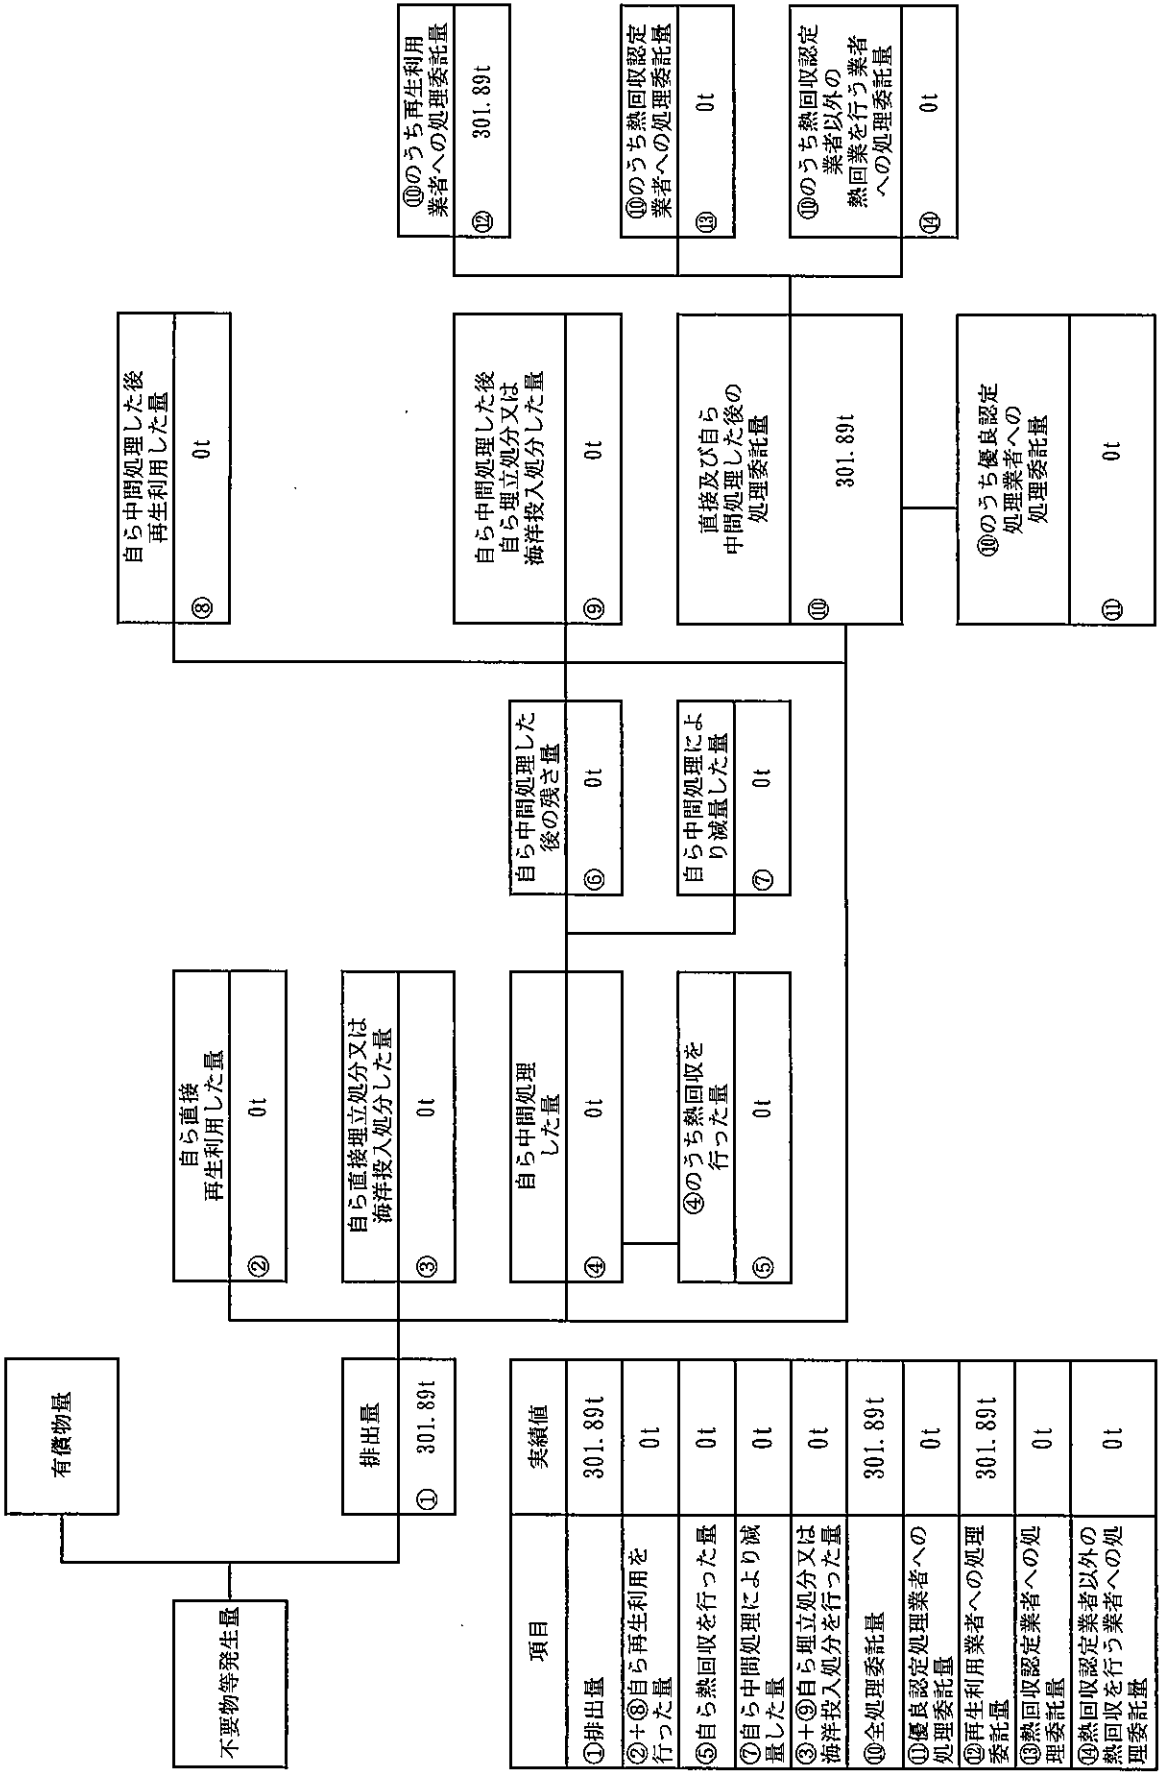 不要物等発生量
有償物量
排出量
① 301.89t
自ら直接
再生利用した量
② 0t
自ら直接埋立処分又は
海洋投入処分した量
③ 0t
自ら中間処理
した量
④ 0t
④のうち熱回収を
行った量
⑤ 0t
自ら中間処理した
後の残さ量
⑥ 0t
自ら中間処理によ
り減量した量
⑦ 0t
自ら中間処理した後
再生利用した量
⑧ 0t
自ら中間処理した後
自ら埋立処分又は
海洋投入処分した量
⑨ 0t
直接及び自ら
中間処理した後の
処理委託量
⑩ 301.89t
⑩のうち優良認定
処理業者への
処理委託量
⑪ 0t
⑩のうち再生利用
業者への処理委託量
⑫ 301.89t
⑩のうち熱回収認定
業者への処理委託量
⑬ 0t
⑩のうち熱回収認定
業者以外の
熱回業を行う業者
への処理委託量
⑭ 0t
項目 実績値
①排出量 301.89t
②+⑧自ら再生利用を
行った量 0t
⑤自ら熱回収を行った量 0t
⑦自ら中間処理により減
量した量 0t
③+⑨自ら埋立処分又は
海洋投入処分を行った量 0t
⑩全処理委託量 301.89t
⑪優良認定処理業者への
処理委託量 0t
⑫再生利用業者への処理
委託量 301.89t
⑬熱回収認定業者への処
理委託量 0t
⑭熱回収認定業者以外の
熱回収を行う業者への処
理委託量 0t